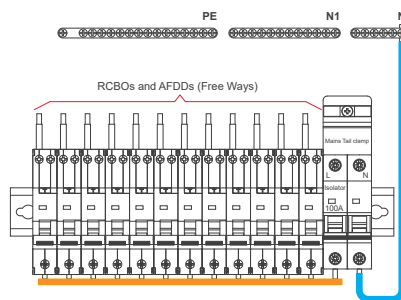 PE
N1
N
RCBOs and AFDDs (Free Ways)
Mains Tail clamp
L
N
Isolator
100A